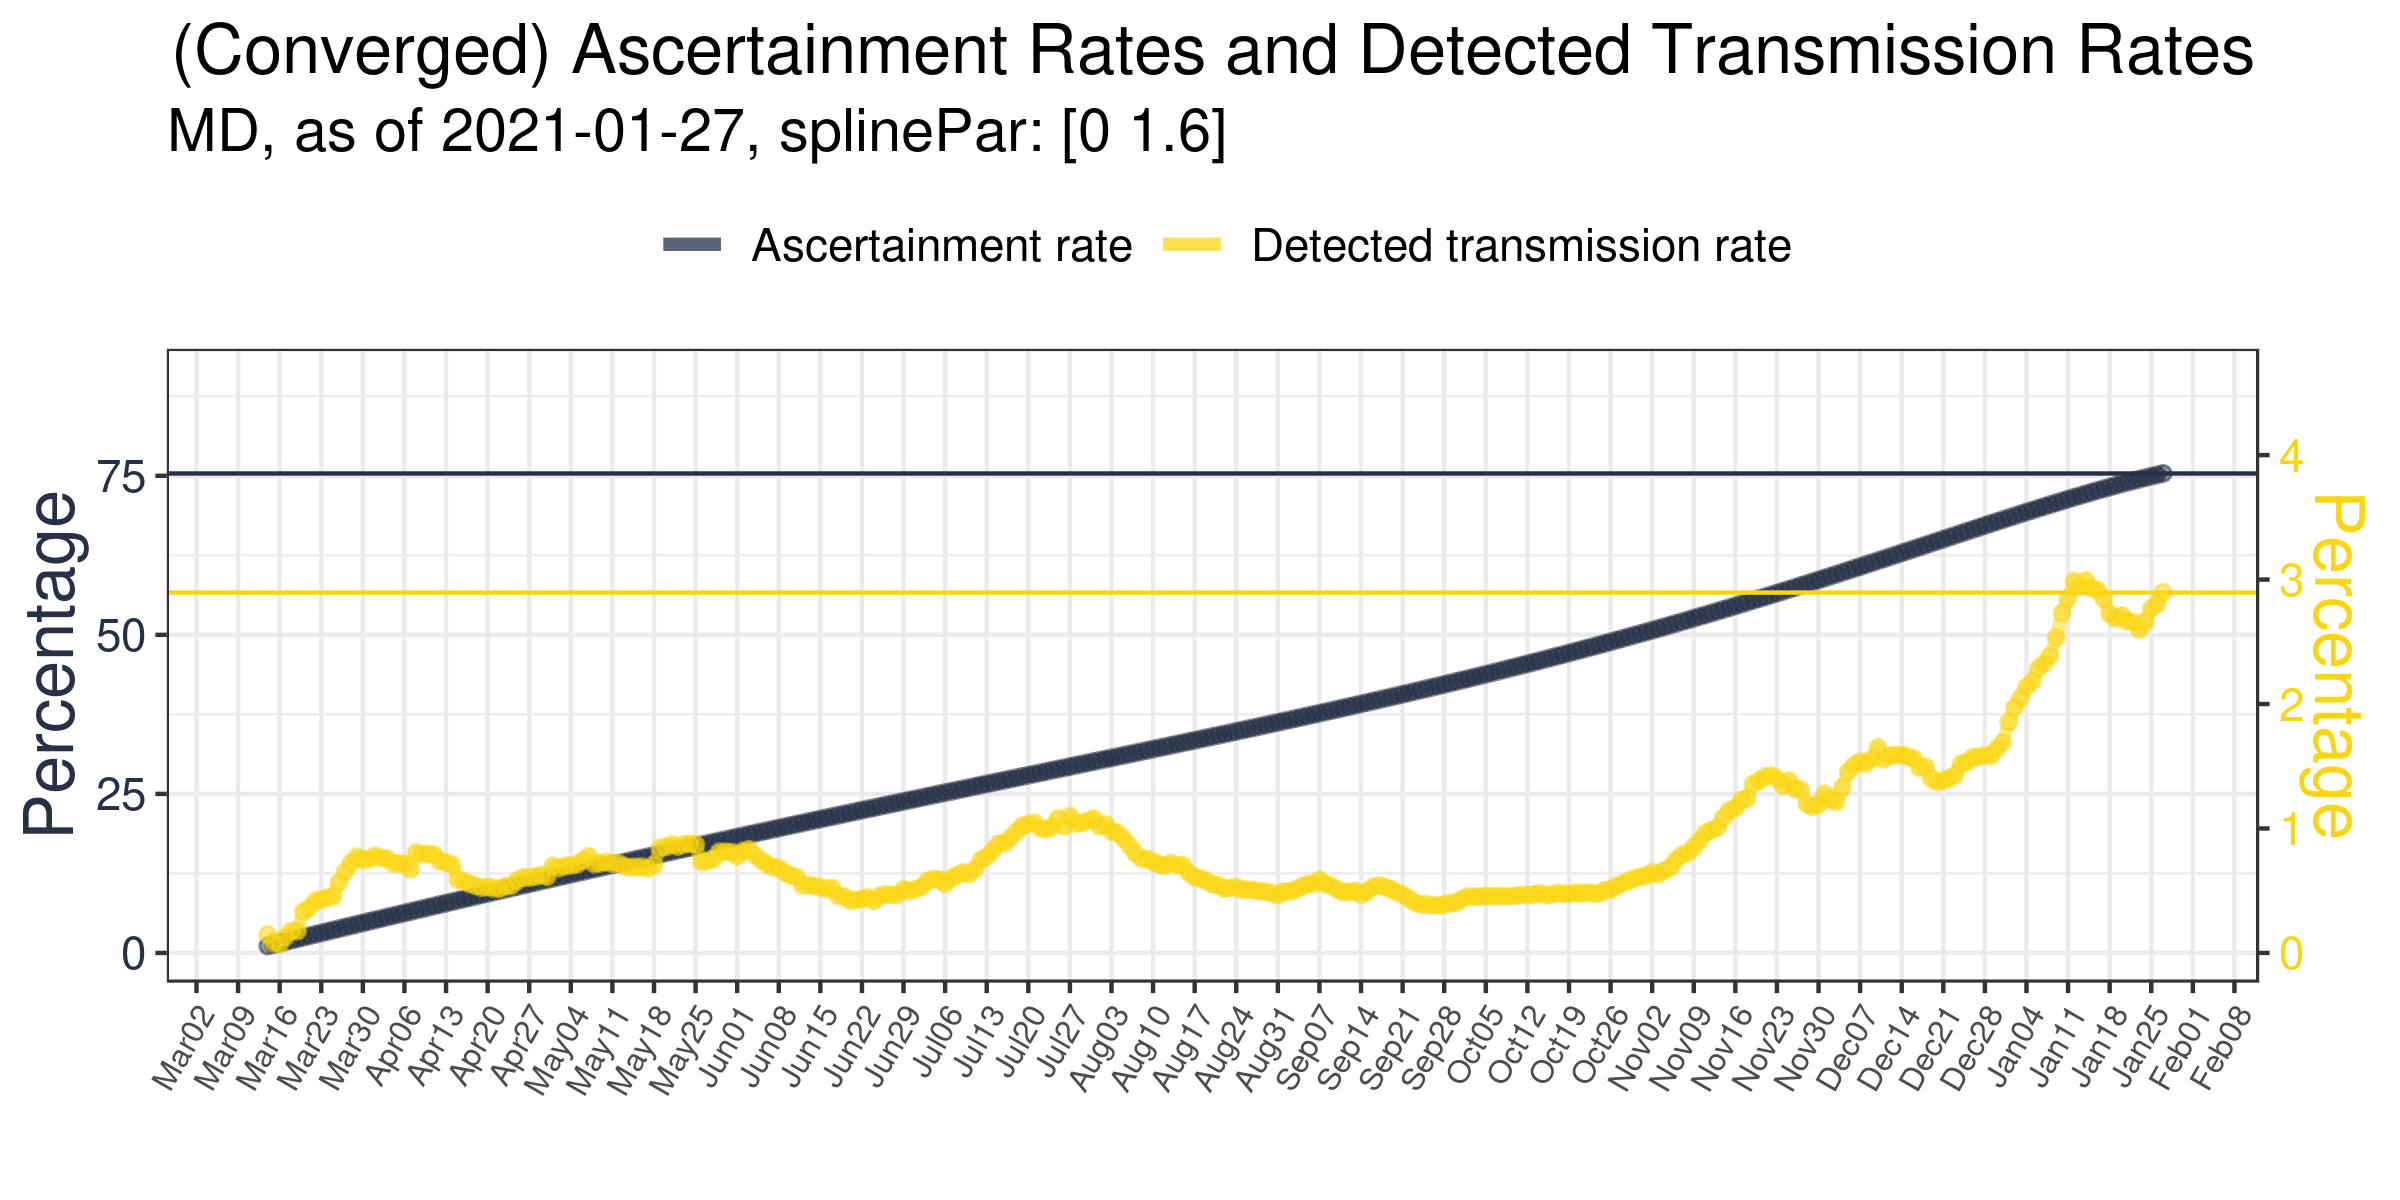 (Converged) Ascertainment Rates and Detected Transmission Rates
MD, as of 2021-01-27, splinePar: [0 1.6]
Ascertainment rate
Detected transmission rate
Percentage
75
50
25
0
4
3
2
1
0
Percentage
Mar02
Mar09
Mar16
Mar23
Mar30
Apr06
Apr13
Apr20
Apr27
May04
May11
May18
May25
Jun01
Jun08
Jun15
Jun22
Jun29
Jul06
Jul13
Jul20
Jul27
Aug03
Aug10
Aug17
Aug24
Aug31
Sep07
Sep14
Sep21
Sep28
Oct05
Oct12
Oct19
Oct26
Nov02
Nov09
Nov16
Nov23
Nov30
Dec07
Dec14
Dec21
Dec28
Jan04
Jan11
Jan18
Jan25
Feb01
Feb08